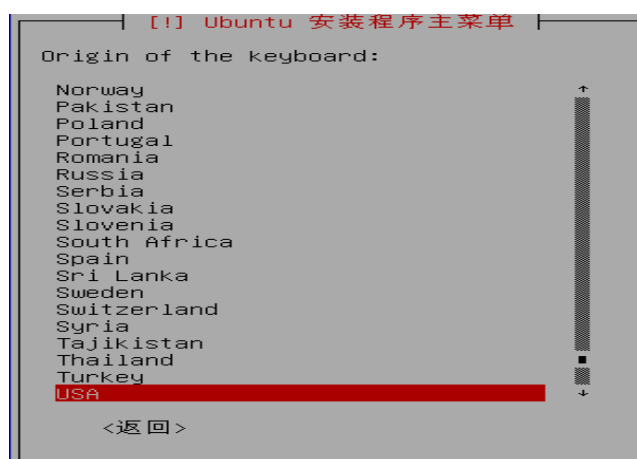 [!] Ubuntu 安装程序主菜单
Origin of the keyboard:
Norway
Pakistan
Poland
Portugal
Romania
Russia
Serbia
Slovakia
Slovenia
South Africa
Spain
Sri Lanka
Sweden
Switzerland
Syria
Tajikistan
Thailand
Turkey
USA
<返回>